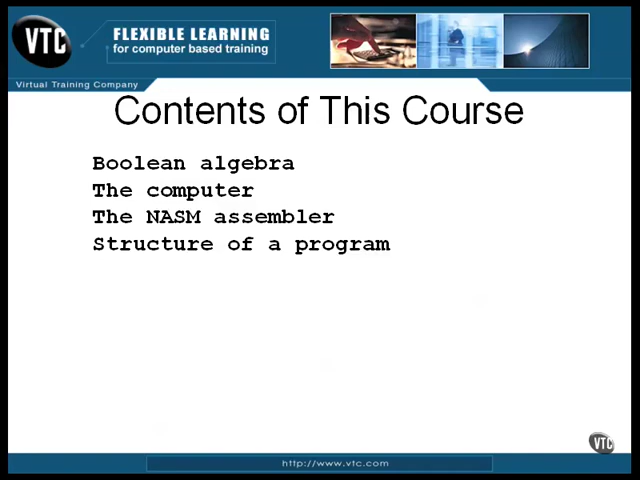 VTC
FLEXIBLE LEARNING
for computer based training
Virtual Training Company
Contents of This Course
Boolean algebra
The computer
The NASM assembler
Structure of a program
VTC
http://www.vtc.com